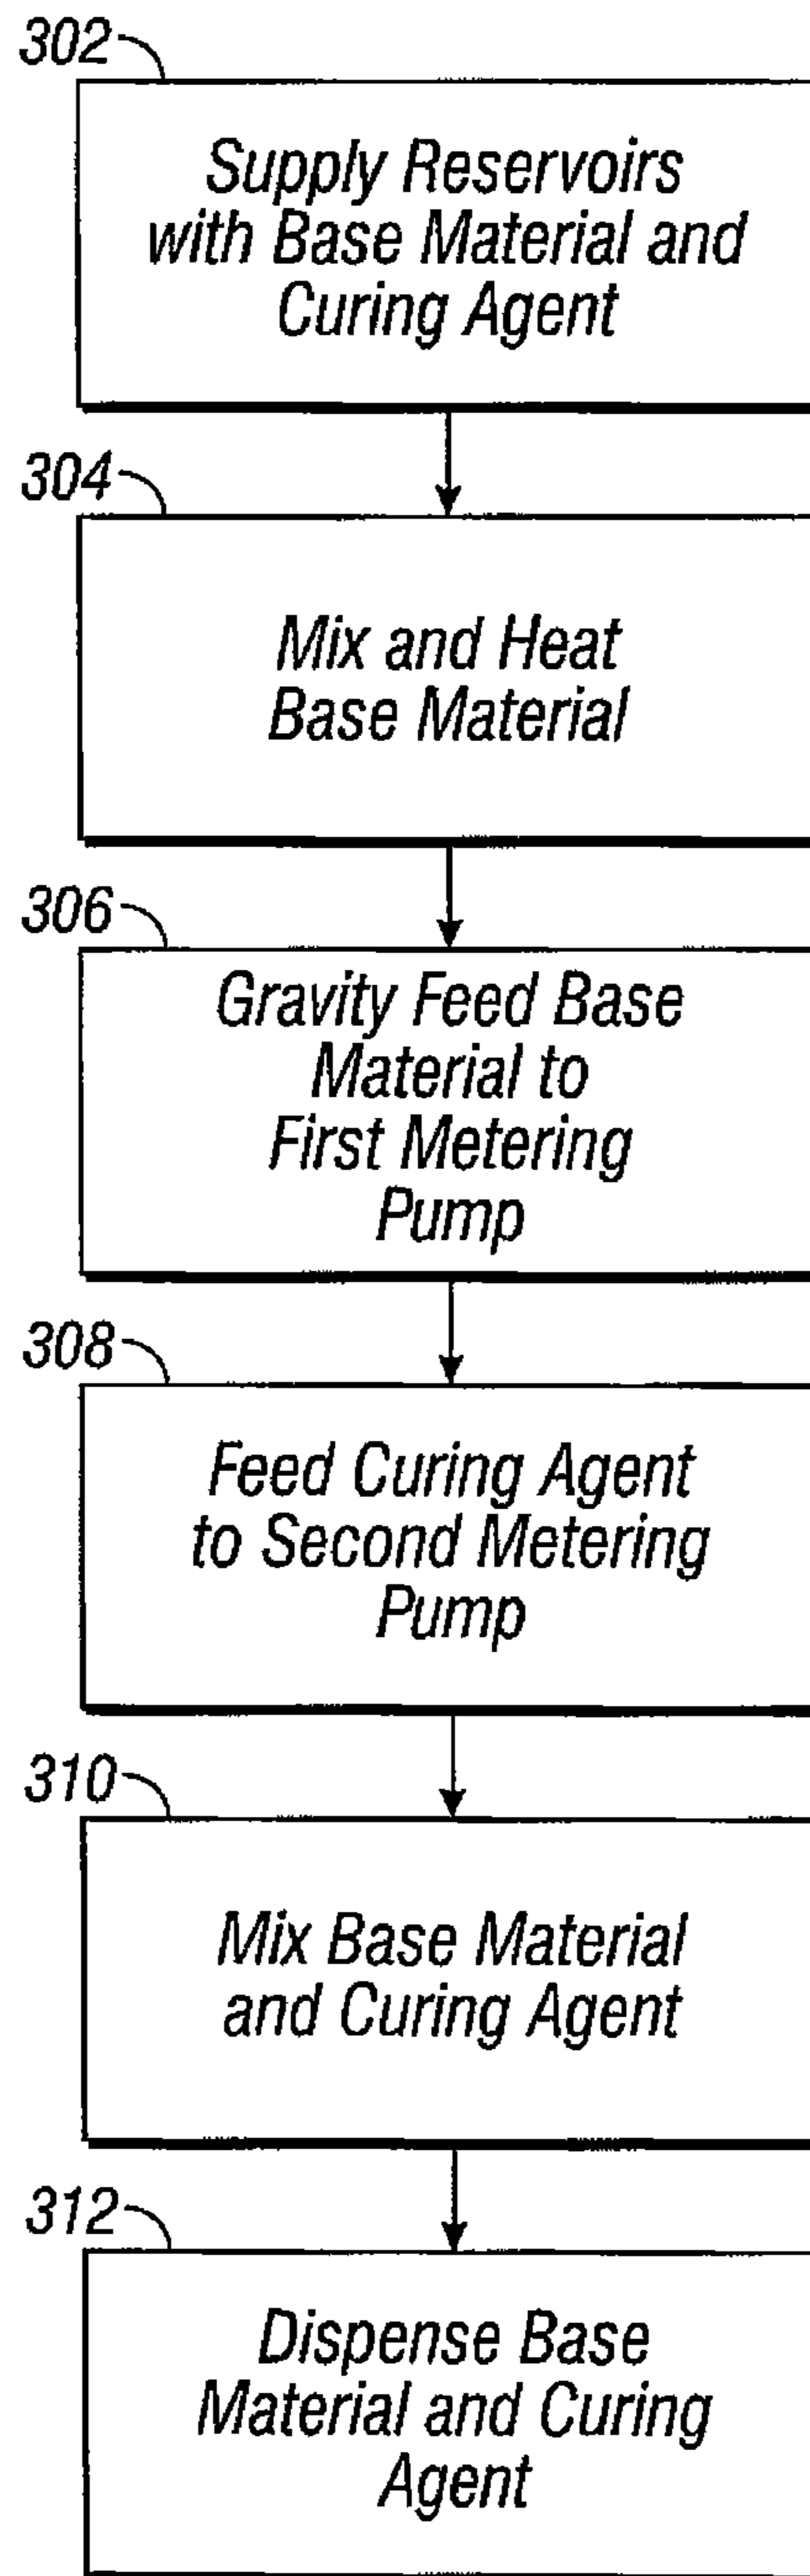 302
Supply Reservoirs
with Base Material and
Curing Agent
304
Mix and Heat
Base Material
306
Gravity Feed Base
Material to
First Metering
Pump
308
Feed Curing Agent
to Second Metering
Pump
310
Mix Base Material
and Curing Agent
312
Dispense Base
Material and Curing
Agent